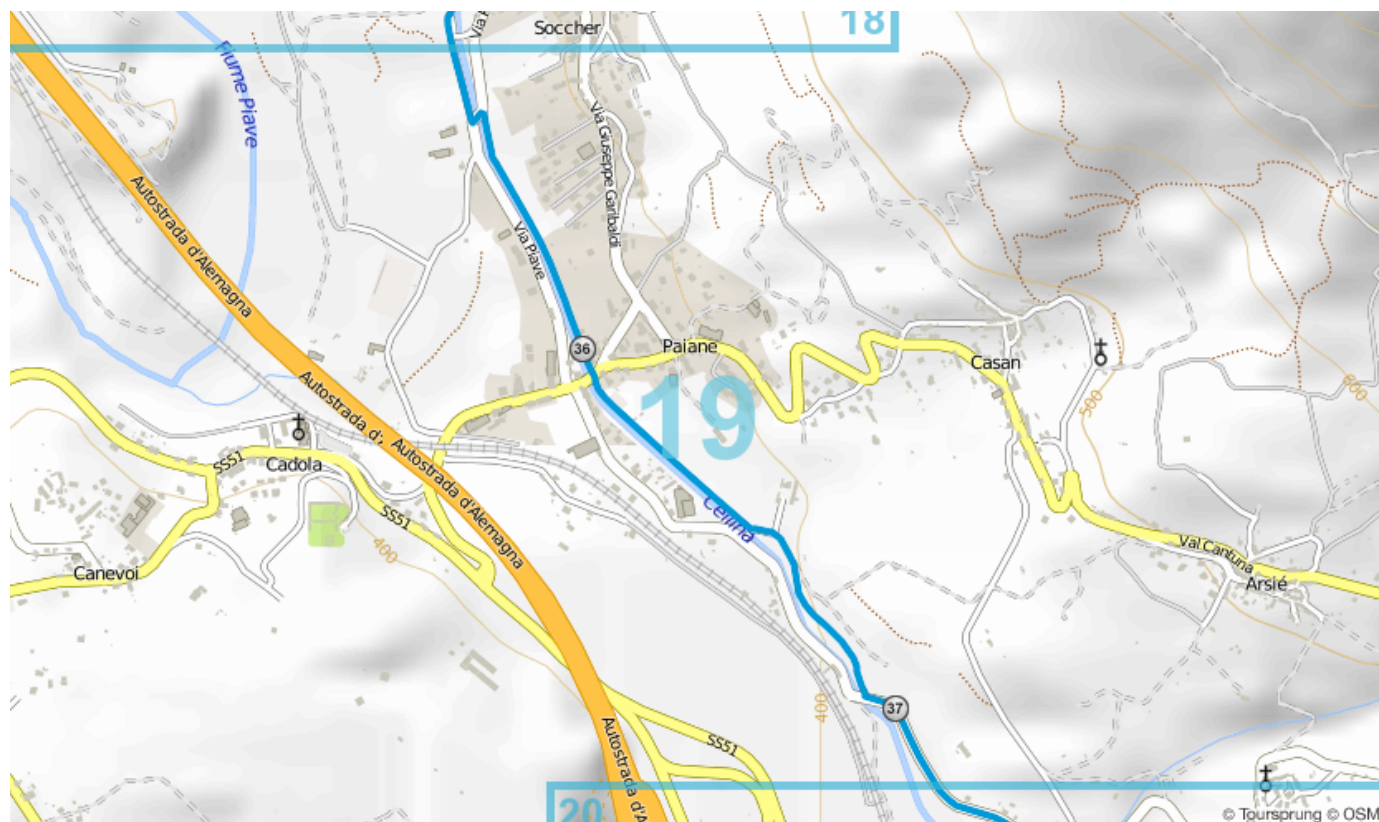 18
Soccher
Via P
Fiume Piave
Via Giuseppe Garibaldi
Autostrada d'Alemagna
Via Piave
36
Paiane
Casan
19
500
600
Autostrada d'
Autostrada d'Alemagna
SS51
Cadola
SS51
400
Cellina
Canevoi
Val Cantuna
Arsié
400
37
SS51
Autostrada d'A
20
© Toursprung © OSM